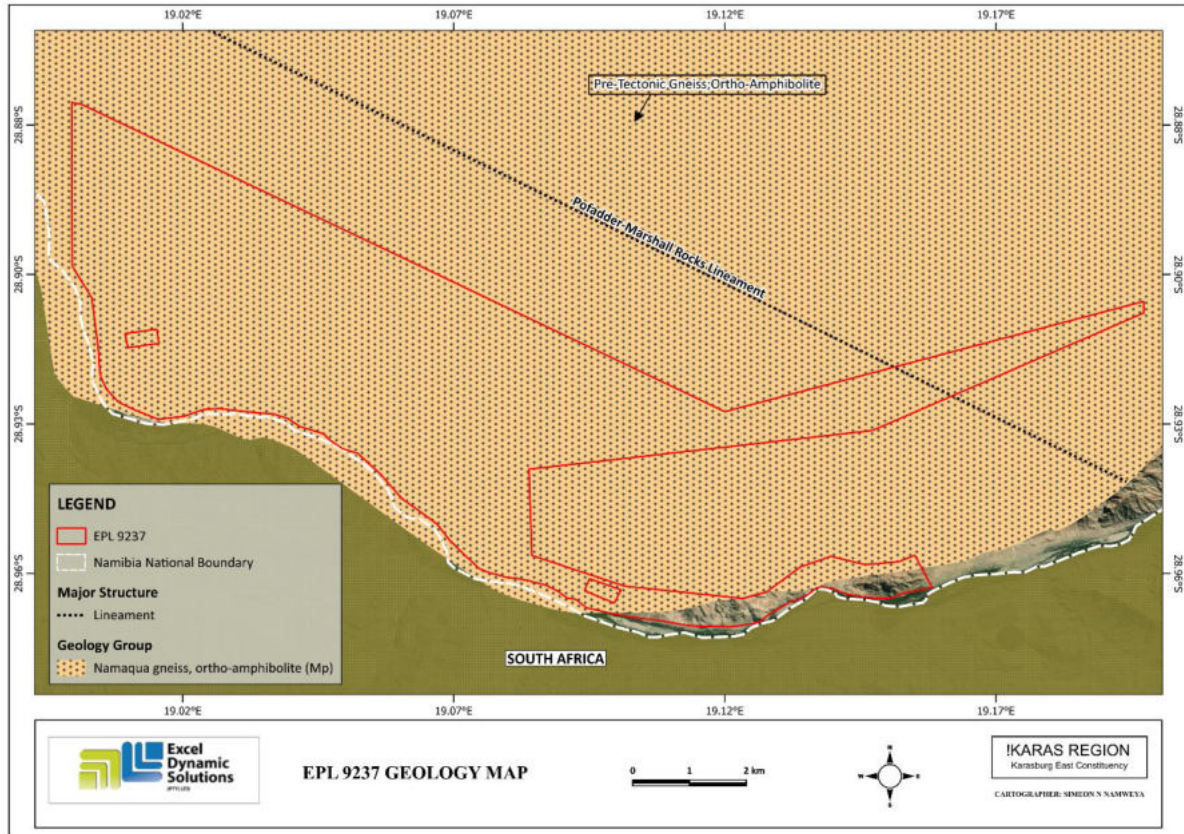 19.02°E 19.07°E 19.12°E 19.17°E
Pre-Tectonic Gneiss;Ortho-Amphibolite
28.88°S 28.88°S
Pofadder-Marshall Rocks Lineament
28.90°S 28.90°S
28.93°S 28.93°S
28.96°S 28.96°S
LEGEND
EPL 9237
Namibia National Boundary
Major Structure
Lineament
Geology Group
Namaqua gneiss, ortho-amphibolite (Mp)
SOUTH AFRICA
19.02°E 19.07°E 19.12°E 19.17°E
Excel
Dynamic
Solutions
(PTY) LTD
EPL 9237 GEOLOGY MAP
0 1 2 km
N
W E
S
!KARAS REGION
Karasburg East Constituency
CARTOGRAPHER: SIMEON N NAMWEYA